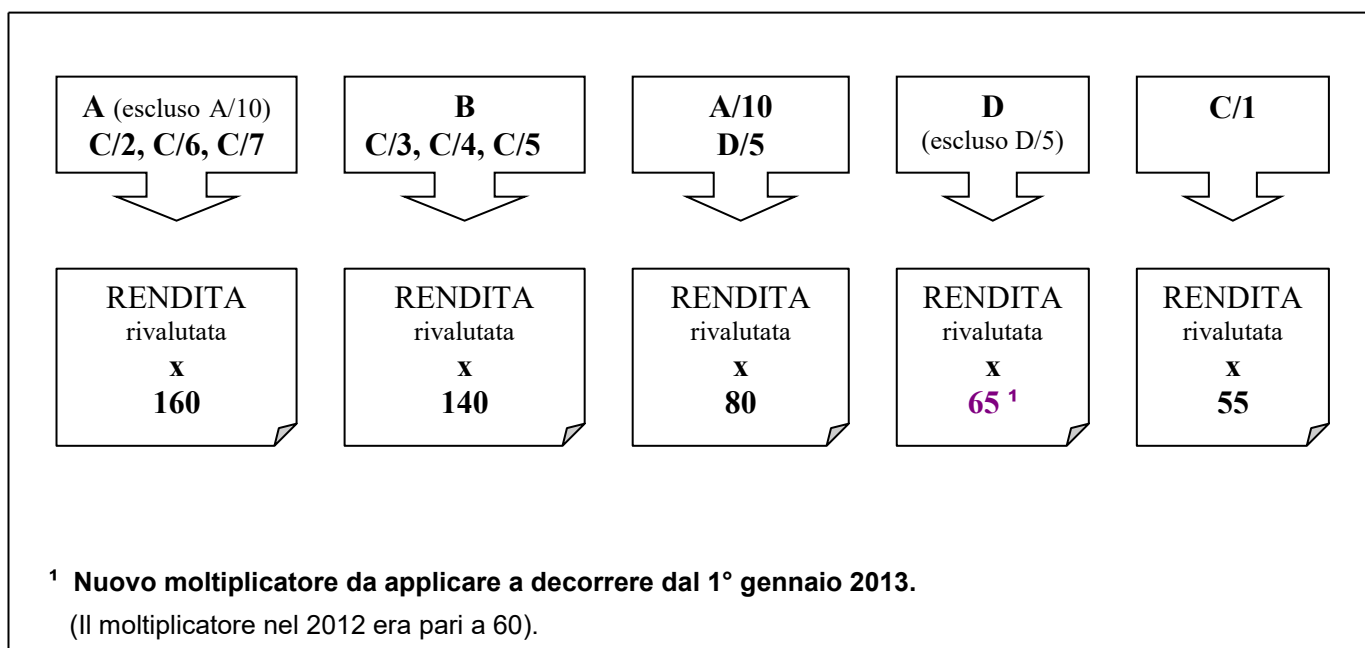 A (escluso A/10)
C/2, C/6, C/7
B
C/3, C/4, C/5
A/10
D/5
D
(escluso D/5)
C/1
RENDITA
rivalutata
x
160
RENDITA
rivalutata
x
140
RENDITA
rivalutata
x
80
RENDITA
rivalutata
x
65 ¹
RENDITA
rivalutata
x
55
¹ Nuovo moltiplicatore da applicare a decorrere dal 1° gennaio 2013.
(Il moltiplicatore nel 2012 era pari a 60).